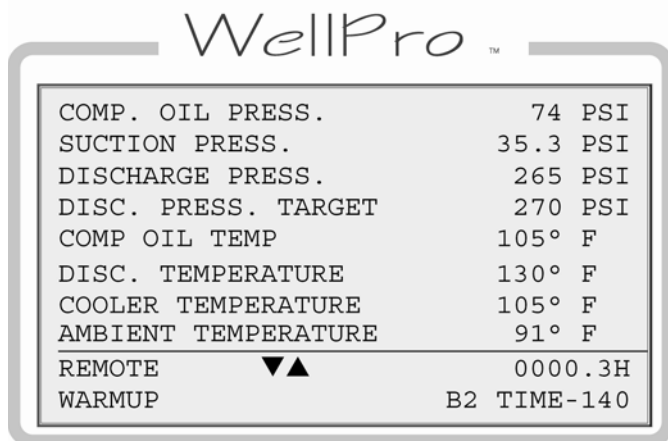 WellPro ™
COMP. OIL PRESS. 74 PSI
SUCTION PRESS. 35.3 PSI
DISCHARGE PRESS. 265 PSI
DISC. PRESS. TARGET 270 PSI
COMP OIL TEMP 105° F
DISC. TEMPERATURE 130° F
COOLER TEMPERATURE 105° F
AMBIENT TEMPERATURE 91° F
REMOTE ▼▲ 0000.3H
WARMUP B2 TIME-140